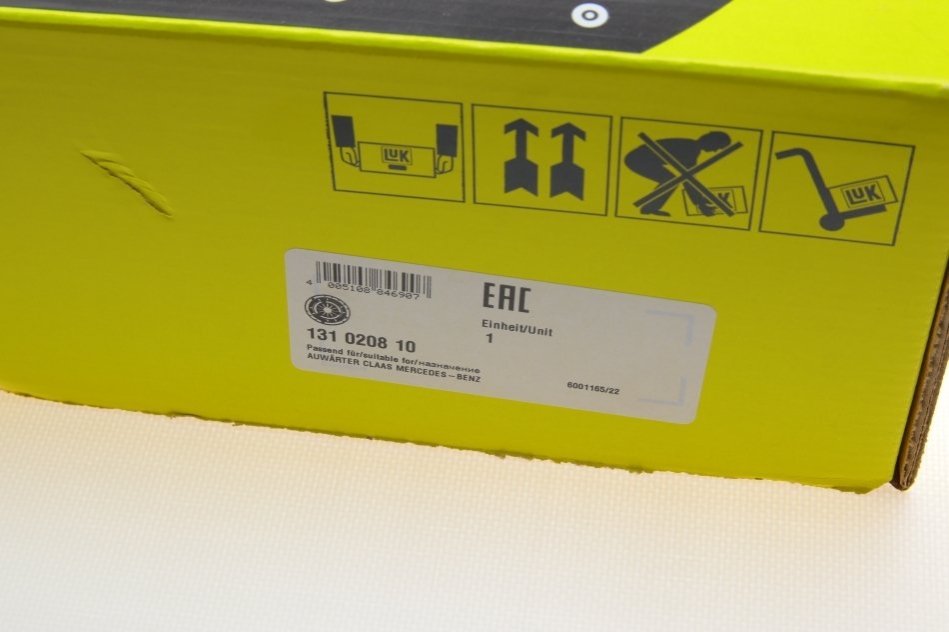 LUK
LUK
LUK
4 005108 846907
EAC
Einheit/Unit
1
131 0208 10
Passend für/suitable for/назначение
AUWÄRTER CLAAS MERCEDES-BENZ
6001165/22